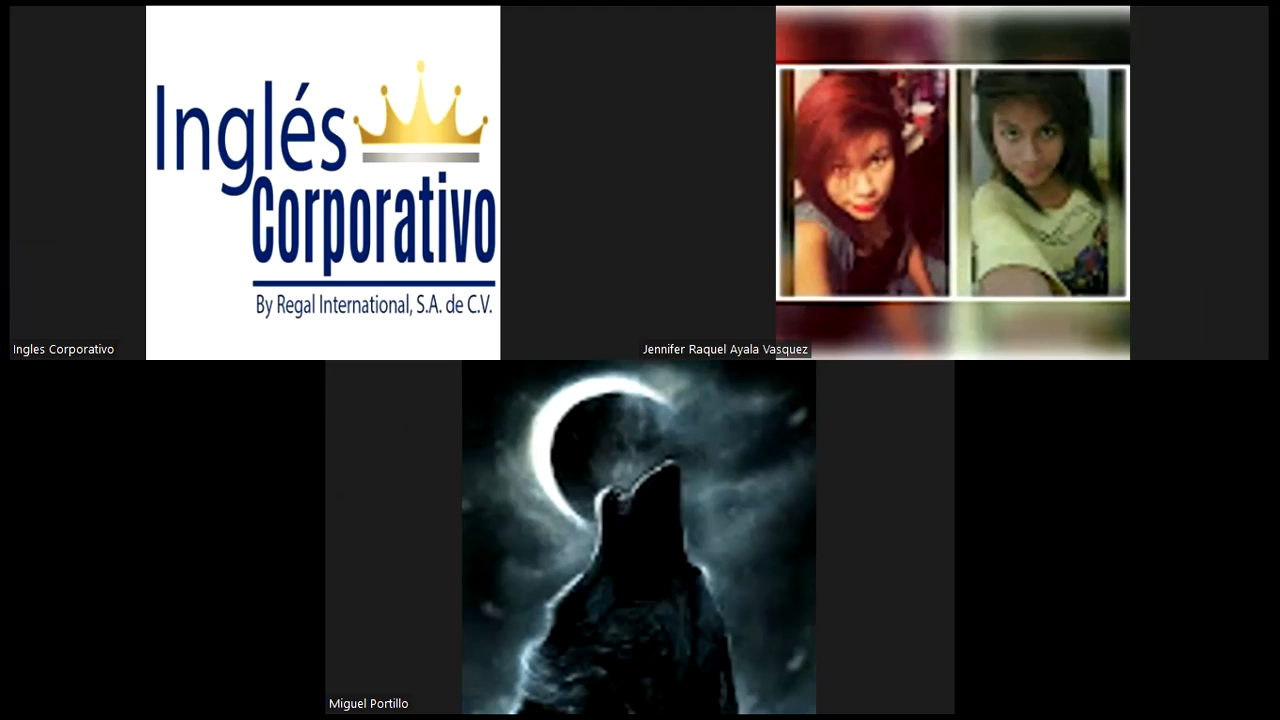 Inglés
Corporativo
By Regal International, S.A. de C.V.
Ingles Corporativo
Jennifer Raquel Ayala Vasquez
Miguel Portillo